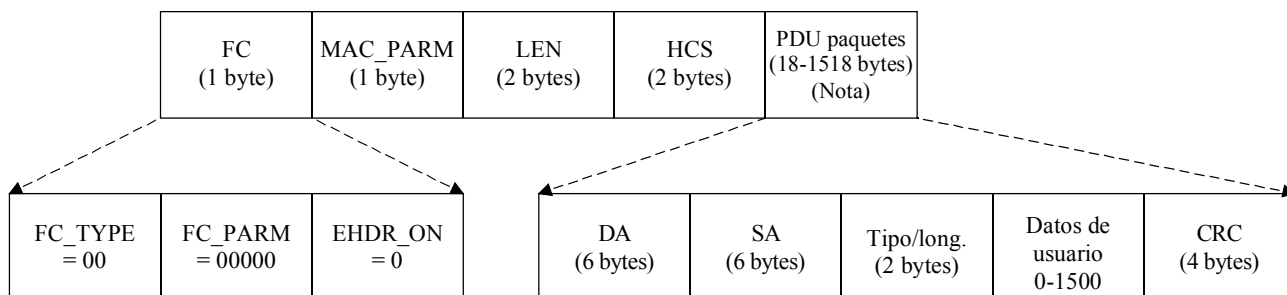 FC
(1 byte)
MAC_PARM
(1 byte)
LEN
(2 bytes)
HCS
(2 bytes)
PDU paquetes
(18-1518 bytes)
(Nota)
FC_TYPE
= 00
FC_PARM
= 00000
EHDR_ON
= 0
DA
(6 bytes)
SA
(6 bytes)
Tipo/long.
(2 bytes)
Datos de
usuario
0-1500
CRC
(4 bytes)